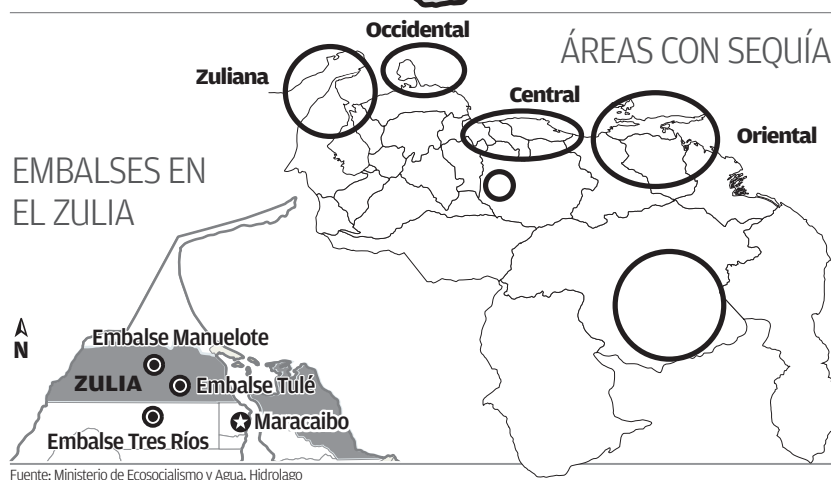 ÁREAS CON SEQUÍA
Occidental
Zuliana
Central
Oriental
EMBALSES EN
EL ZULIA
N
Embalse Manuelote
ZULIA
Embalse Tulé
Maracaibo
Embalse Tres Ríos
Fuente: Ministerio de Ecosocialismo y Agua, Hidrolago